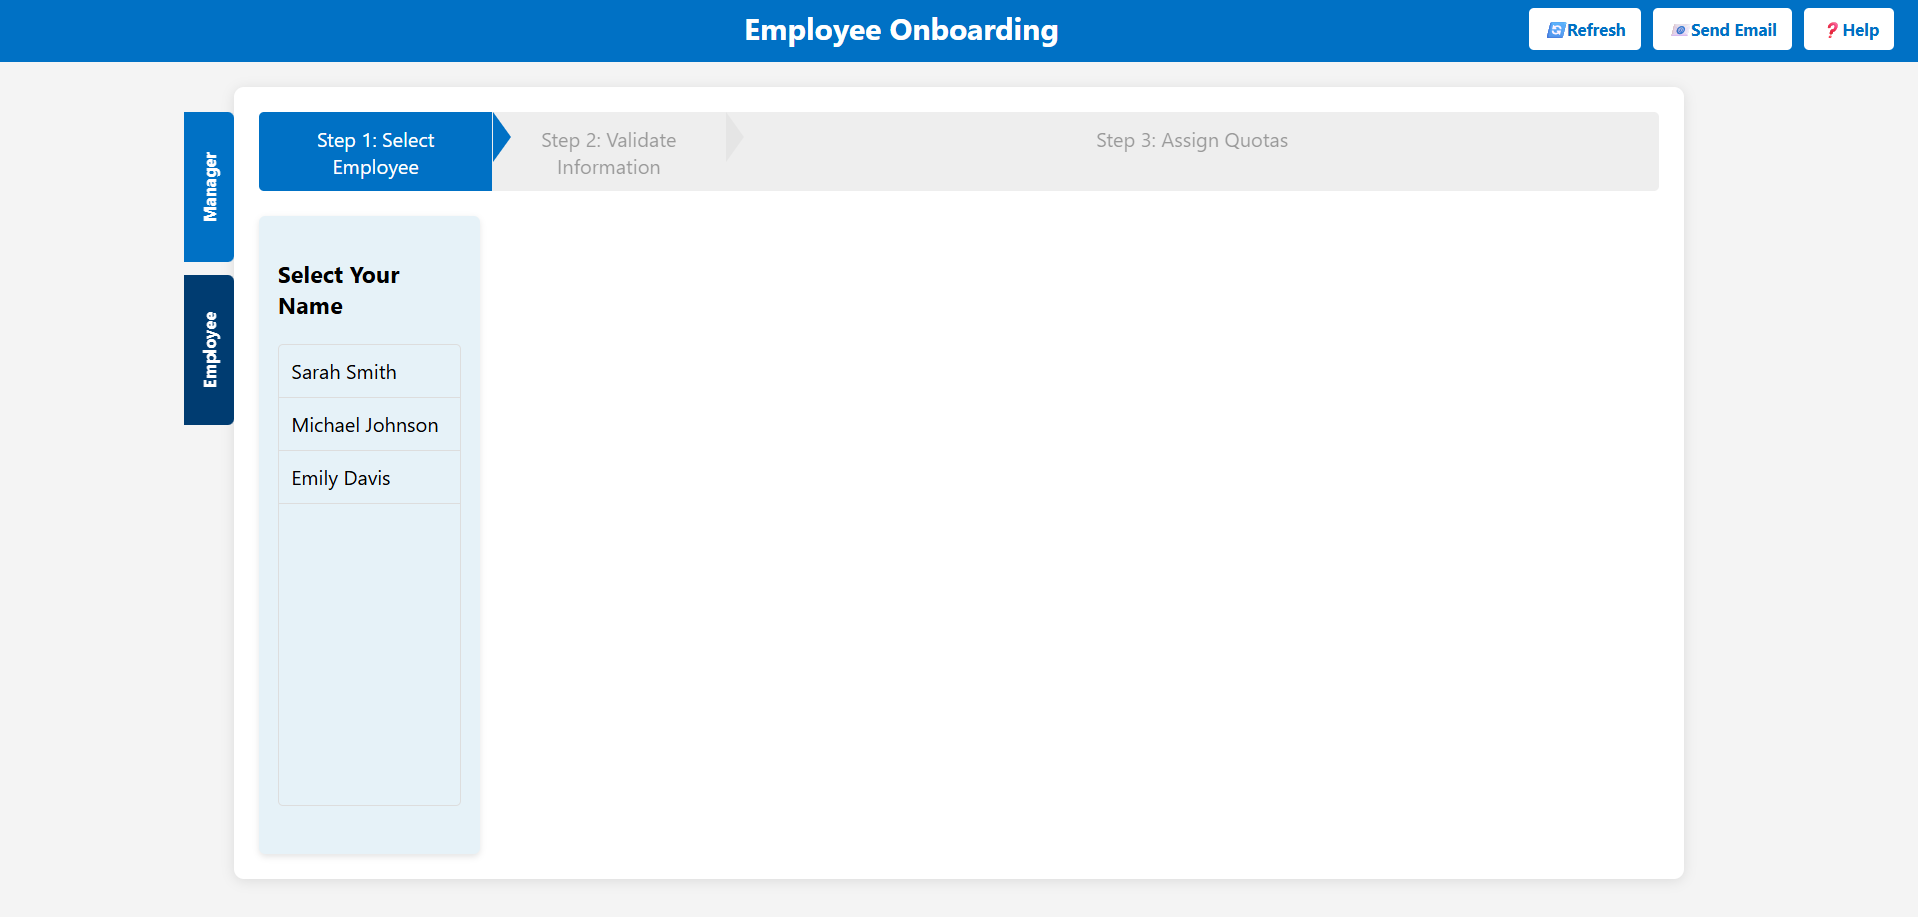 Employee Onboarding
Refresh
Send Email
Help
Manager
Employee
Step 1: Select
Employee
Step 2: Validate
Information
Step 3: Assign Quotas
Select Your
Name
Sarah Smith
Michael Johnson
Emily Davis